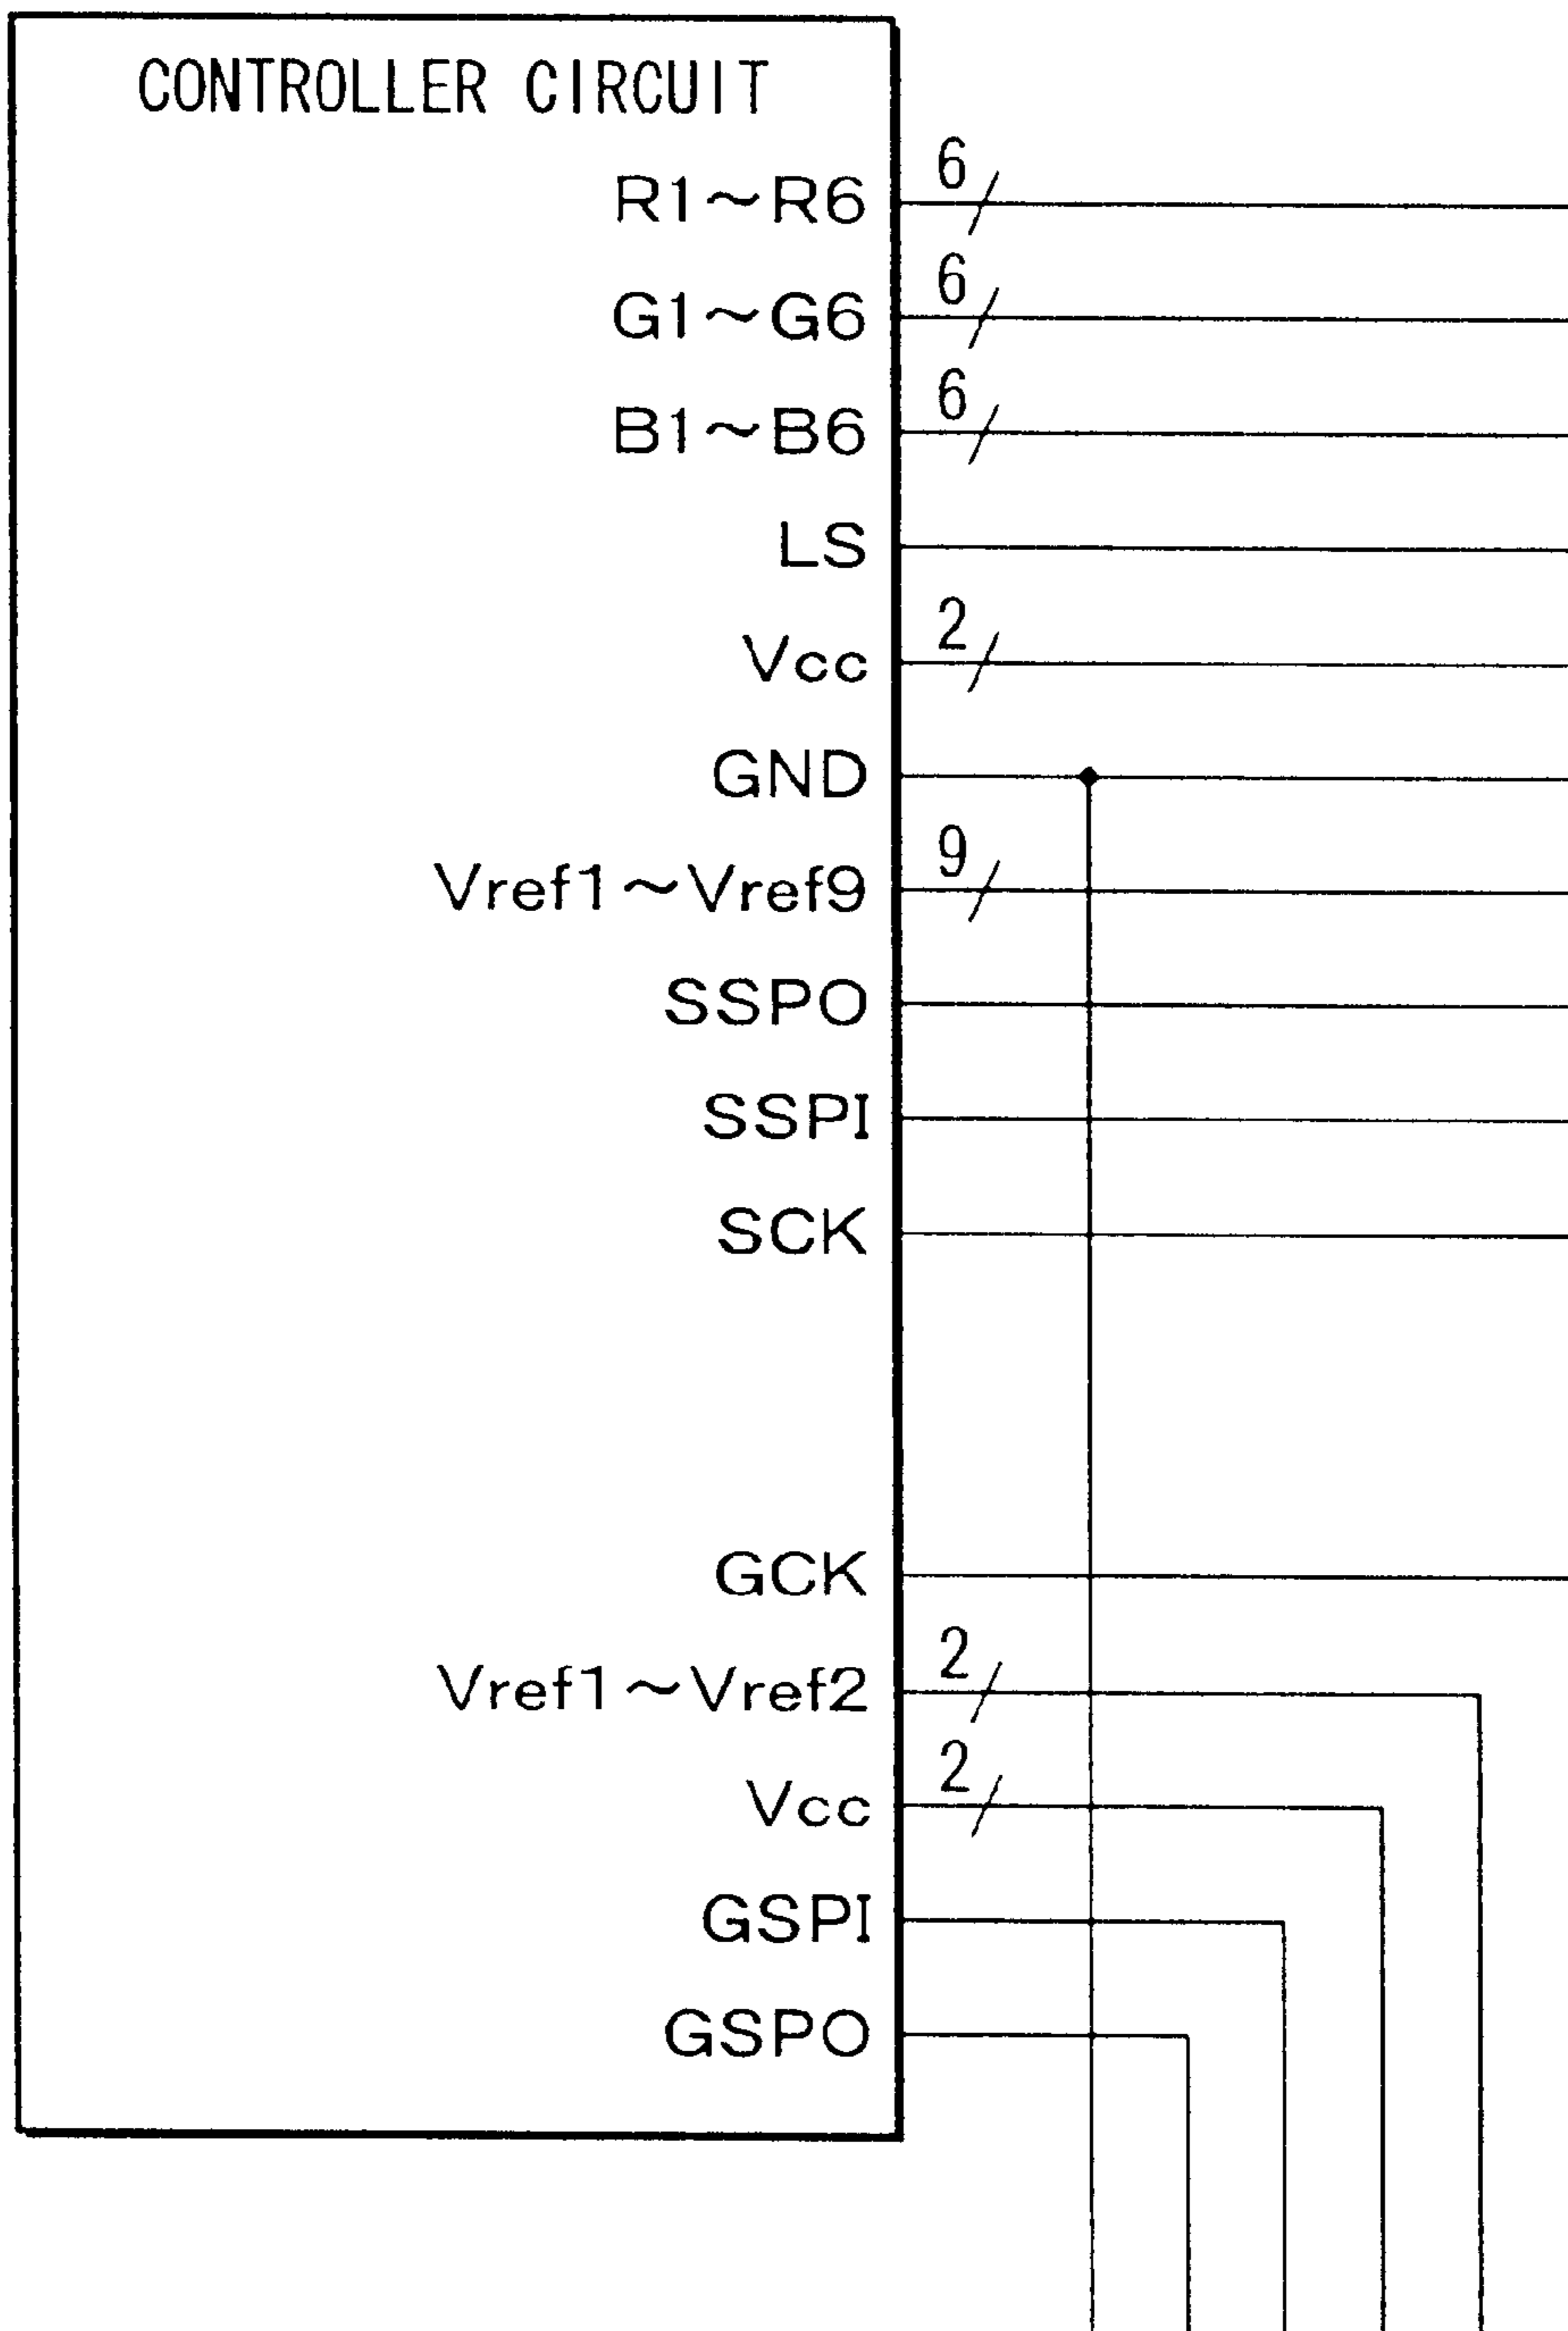 CONTROLLER CIRCUIT
R1~R6 6
G1~G6 6
B1~B6 6
LS
Vcc 2
GND
Vref1~Vref9 9
SSPO
SSPI
SCK
GCK
Vref1~Vref2 2
Vcc 2
GSPI
GSPO